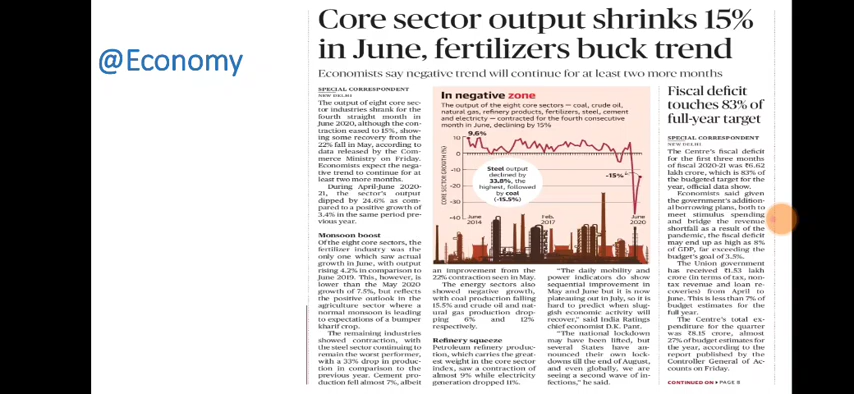 @Economy
Core sector output shrinks 15%
in June, fertilizers buck trend
Economists say negative trend will continue for at least two more months
SPECIAL CORRESPONDENT
NEW DELHI
The output of eight core sec-
tor industries shrank for the
fourth straight month in
June 2020, although the con-
traction eased to 15%, show-
ing some recovery from the
22% fall in May, according to
data released by the Com-
merce Ministry on Friday.
Economists expect the nega-
tive trend to continue for at
least two more months.
During April-June 2020-
21, the sector's output
dipped by 24.6% as com-
pared to a positive growth of
3.4% in the same period pre-
vious year.
Monsoon boost
Of the eight core sectors, the
fertilizer industry was the
only one which saw actual
growth in June, with output
rising 4.2% in comparison to
June 2019. This, however, is
lower than the May 2020
growth of 7.5%, but reflects
the positive outlook in the
agriculture sector where a
normal monsoon is leading
to expectations of a bumper
kharif crop.
The remaining industries
showed contraction, with
the steel sector continuing to
remain the worst performer,
with a 33% drop in produc-
tion in comparison to the
previous year. Cement pro-
duction fell almost 7%, albeit
In negative zone
The output of the eight core sectors — coal, crude oil,
natural gas, refinery products, fertilizers, steel, cement
and electricty — contracted for the fourth consecutive
month in June, declining by 15%
CORE SECTOR GROWTH (%)
10
0
-10
-20
-30
-40
9.6%
Steel output
declined by
33.8%, the
highest, followed
by coal
(-15.5%)
-15%
June
2014
Feb.
2017
June
2020
an improvement from the
22% contraction seen in May.
The energy sectors also
showed negative growth,
with coal production falling
15.5% and crude oil and nat-
ural gas production drop-
ping 6% and 12%
respectively.
Refinery squeeze
Petroleum refinery produc-
tion, which carries the great-
est weight in the core sector
index, saw a contraction of
almost 9% while electricity
generation dropped 11%.
"The daily mobility and
power indicators do show
sequential improvement in
May and June but it is now
plateauing out in July, so it is
hard to predict when slug-
gish economic activity will
recover," said India Ratings
chief economist D.K. Pant.
"The national lockdown
may have been lifted, but
several States have an-
nounced their own lock-
downs till the end of August,
and even globally, we are
seeing a second wave of in-
fections," he said.
Fiscal deficit
touches 83% of
full-year target
SPECIAL CORRESPONDENT
NEW DELHI
The Centre's fiscal deficit
for the first three months
of fiscal 2020-21 was ₹6.62
lakh crore, which is 83% of
the budgeted target for the
year, official data show.
Economists said given
the government's addition-
al borrowing plans, both to
meet stimulus spending
and bridge the revenue
shortfall as a result of the
pandemic, the fiscal deficit
may end up as high as 8%
of GDP, far exceeding the
budget's goal of 3.5%.
The Union government
has received ₹1.53 lakh
crore (in terms of tax, non-
tax revenue and loan reco-
veries) from April to
June. This is less than 7% of
budget estimates for the
full year.
The Centre's total ex-
penditure for the quarter
was ₹8.15 crore, almost
27% of budget estimates for
the year, according to the
report published by the
Controller General of Ac-
counts on Friday.
CONTINUED ON ▸ PAGE 8